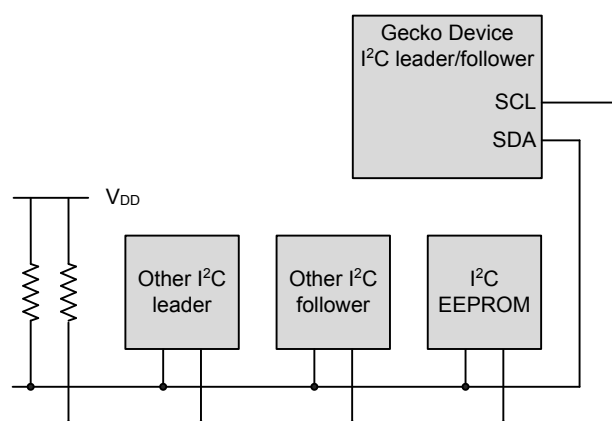 Gecko Device
I²C leader/follower
SCL
SDA
VDD
Other I²C
leader
Other I²C
follower
I²C
EEPROM